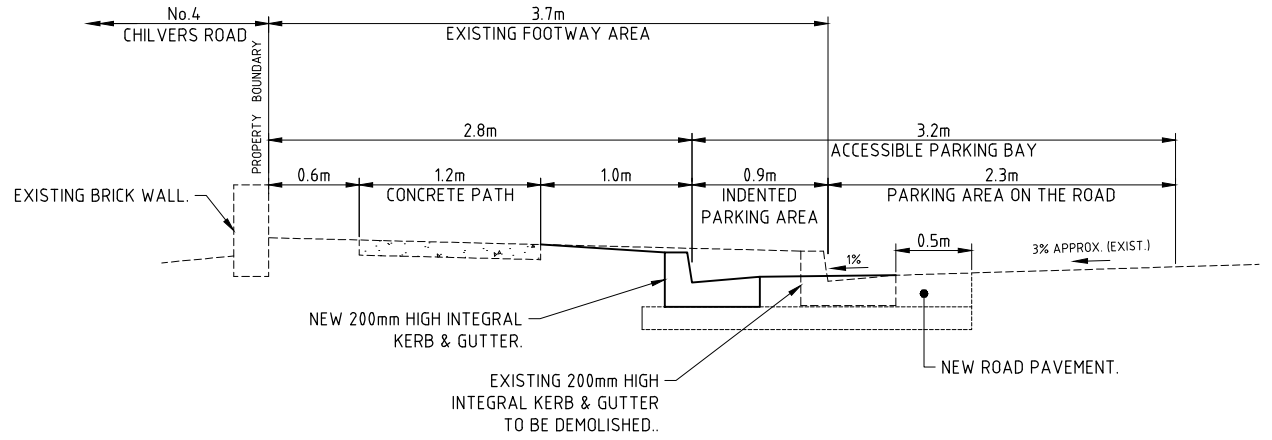 No.4
CHILVERS ROAD
3.7m
EXISTING FOOTWAY AREA
PROPERTY BOUNDARY
2.8m
3.2m
ACCESSIBLE PARKING BAY
0.6m
1.2m
CONCRETE PATH
1.0m
0.9m
INDENTED
PARKING AREA
2.3m
PARKING AREA ON THE ROAD
EXISTING BRICK WALL.
0.5m
3% APPROX. (EXIST.)
1%
NEW 200mm HIGH INTEGRAL
KERB & GUTTER.
NEW ROAD PAVEMENT.
EXISTING 200mm HIGH
INTEGRAL KERB & GUTTER
TO BE DEMOLISHED..